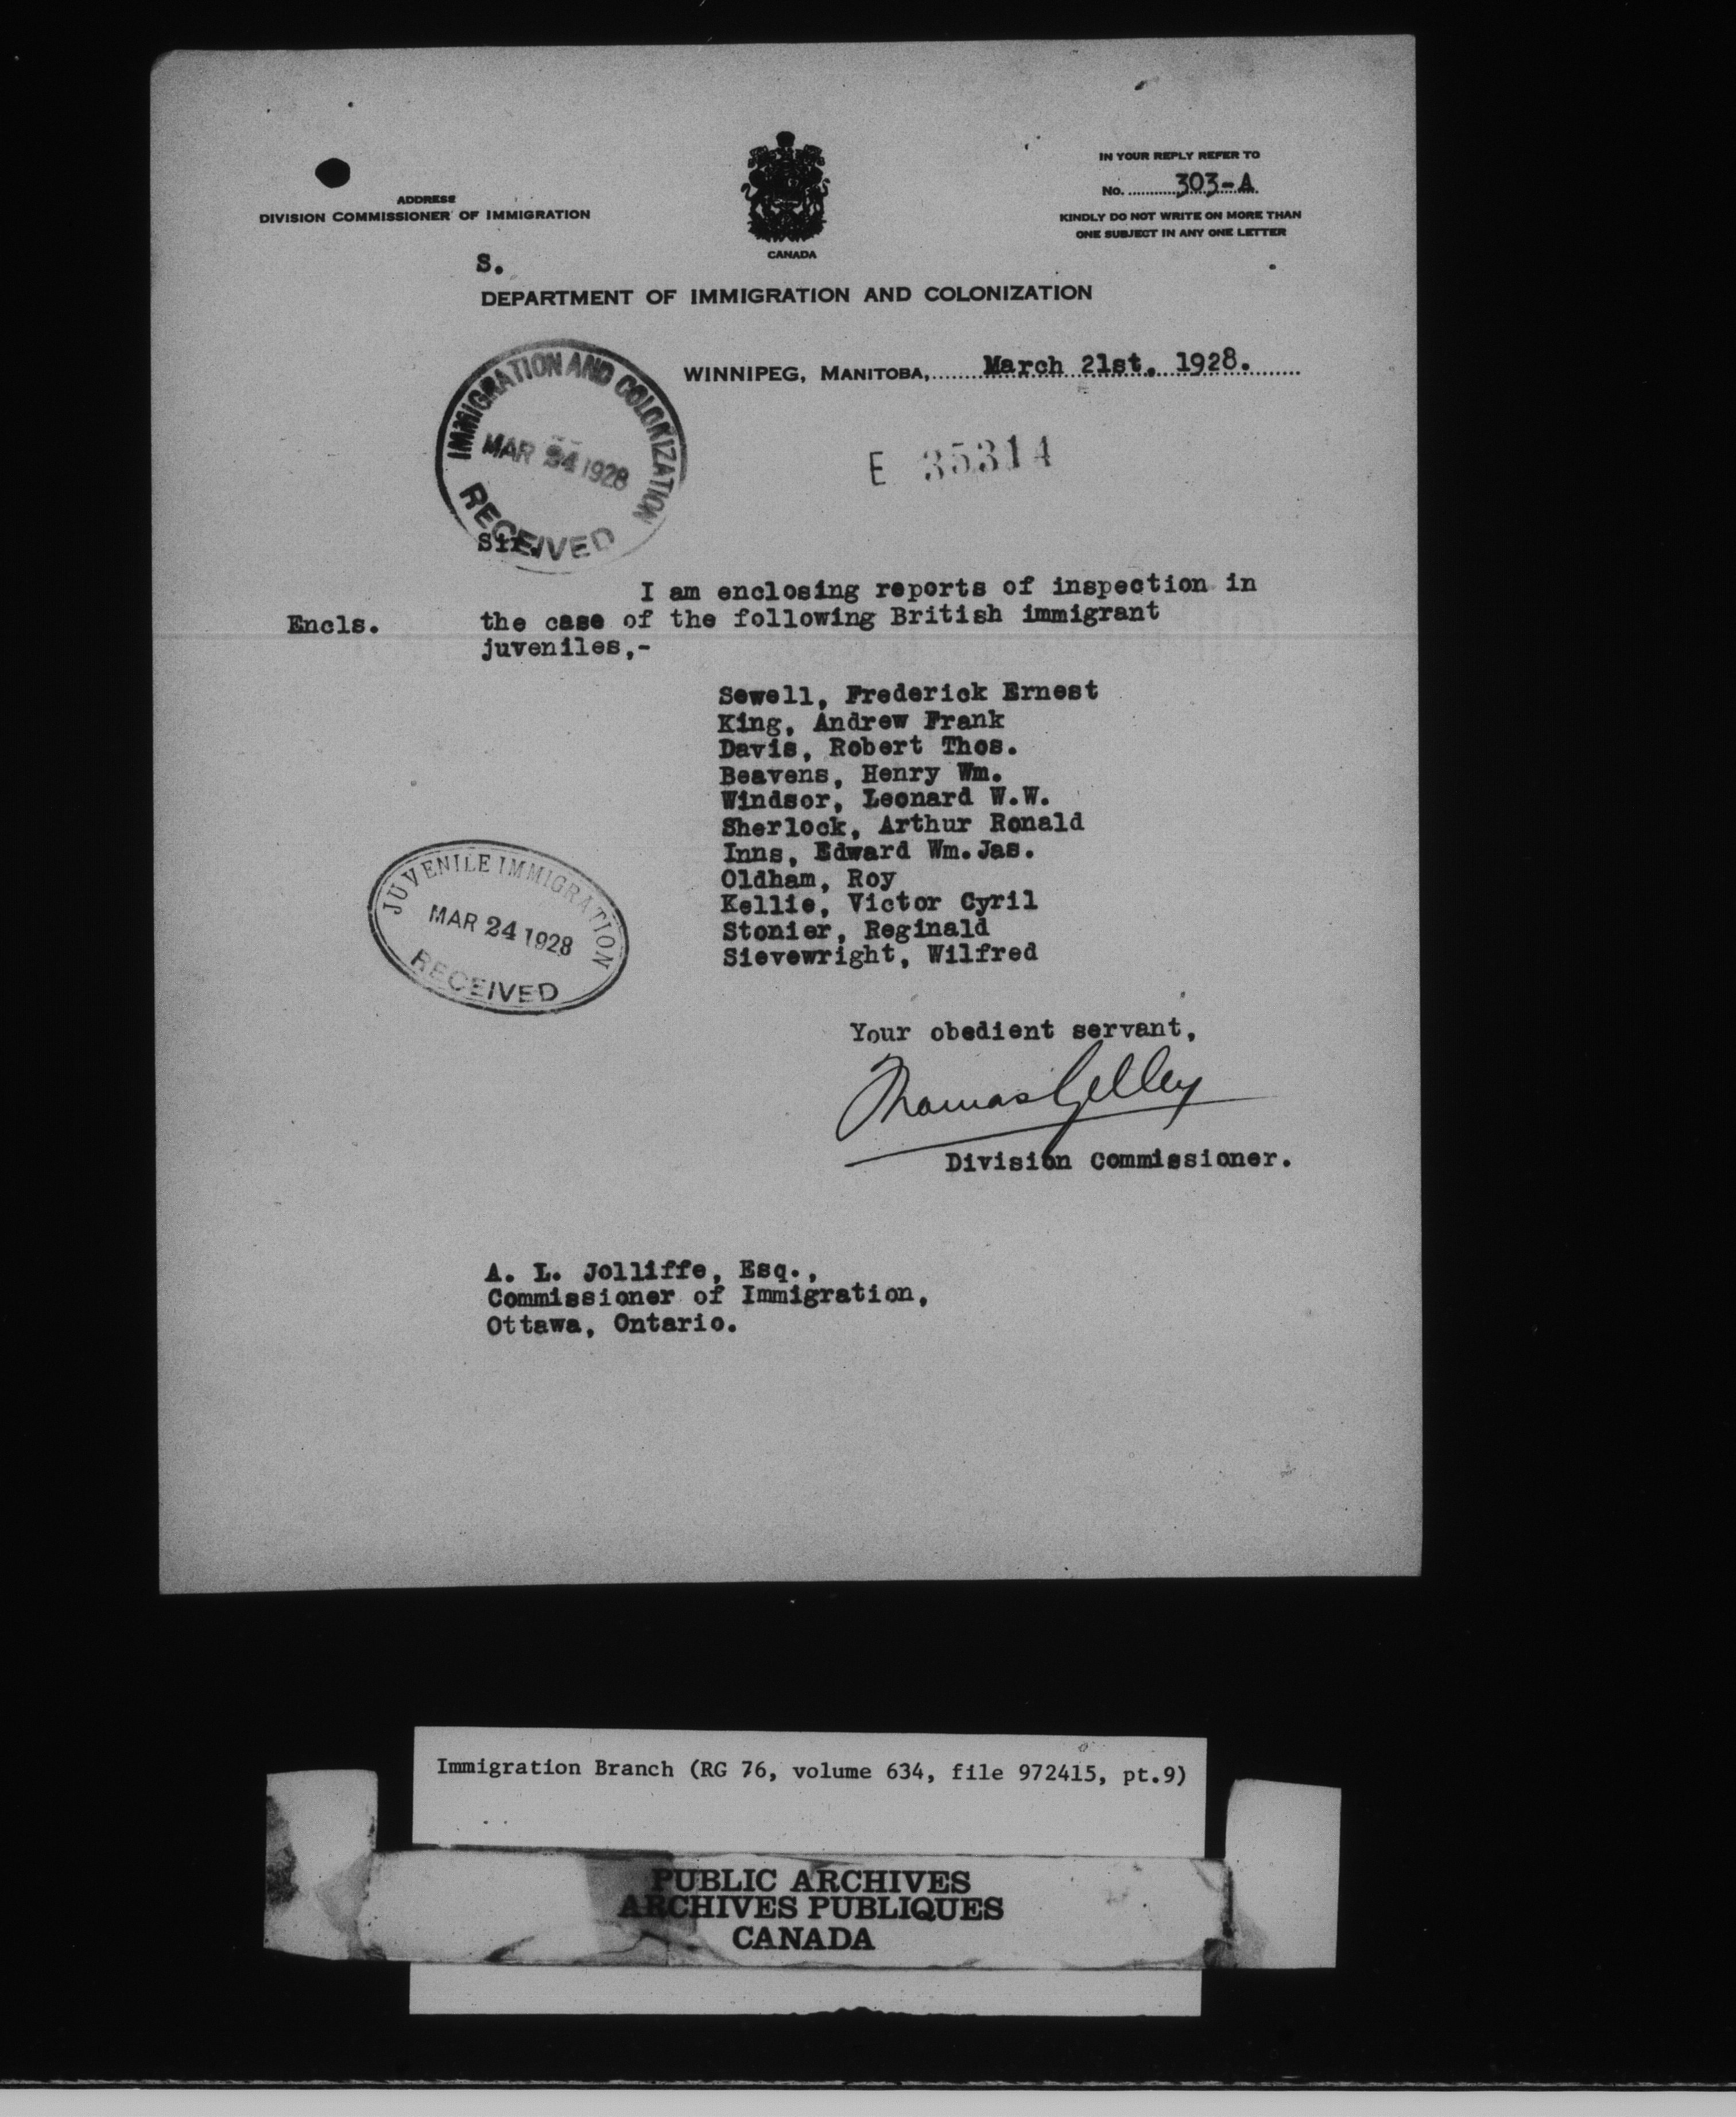 ADDRESS
DIVISION COMMISSIONER OF IMMIGRATION
CANADA
IN YOUR REPLY REFER TO
No. 303-A
KINDLY DO NOT WRITE ON MORE THAN
ONE SUBJECT IN ANY ONE LETTER
S.
DEPARTMENT OF IMMIGRATION AND COLONIZATION
WINNIPEG, MANITOBA, March 21st, 1928.
IMMIGRATION AND COLONIZATION
MAR 24 1928
RECEIVED
E 35314
Sir,
I am enclosing reports of inspection in
Encls. the case of the following British immigrant
juveniles,-
Sewell, Frederick Ernest
King, Andrew Frank
Davis, Robert Thos.
Beavens, Henry Wm.
Windsor, Leonard W.W.
Sherlock, Arthur Ronald
Inns, Edward Wm. Jas.
Oldham, Roy
Kellie, Victor Cyril
Stonier, Reginald
Sievewright, Wilfred
JUVENILE IMMIGRATION
MAR 24 1928
RECEIVED
Your obedient servant,
Thomas Gelley
Division Commissioner.
A. L. Jolliffe, Esq.,
Commissioner of Immigration,
Ottawa, Ontario.
Immigration Branch (RG 76, volume 634, file 972415, pt.9)
PUBLIC ARCHIVES
ARCHIVES PUBLIQUES
CANADA